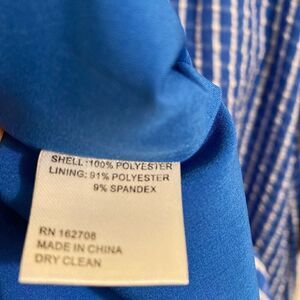 SHELL:100% POLYESTER
LINING: 91% POLYESTER
9% SPANDEX
RN 162708
MADE IN CHINA
DRY CLEAN